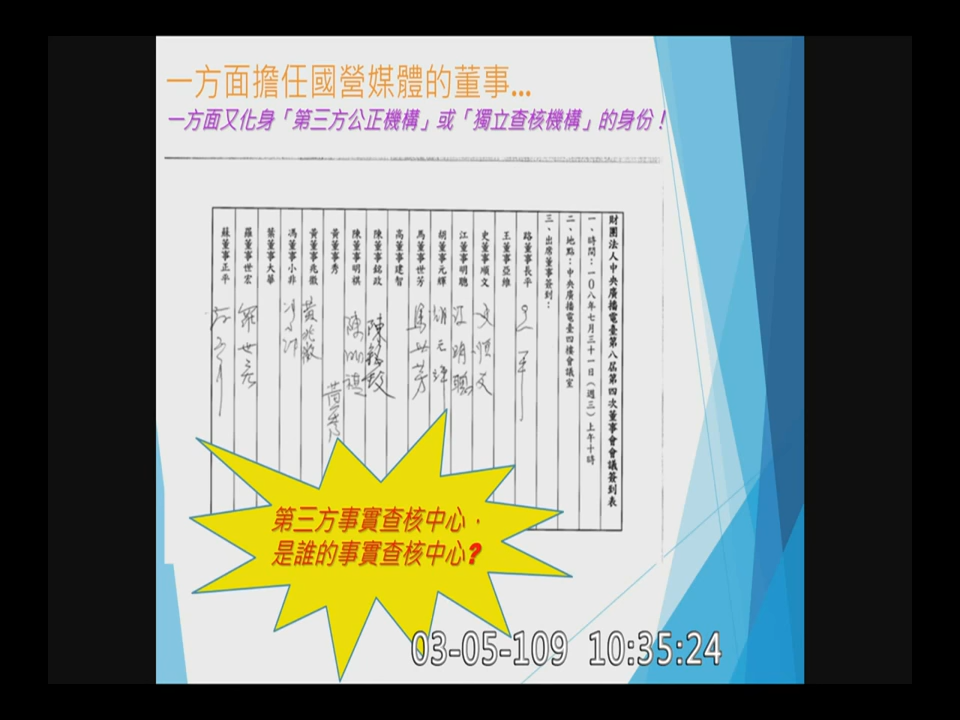 一方面擔任國營媒體的董事...
一方面又化身「第三方公正機構」或「獨立查核機構」的身份！
財團法人中央廣播電臺第八屆第四次董事會會議簽到表
一、時間：一0八年七月三十一日（週三）上午十時
二、地點：中央廣播電臺四樓會議室
三、出席董事簽到：
路董事長平
王董事亞維
史董事順文 史順文
江董事明聰 江明聰
胡董事元輝 胡元輝
馬董事世芳 馬世芳
高董事建智
陳董事銘政 陳銘政
陳董事明祺 陳明祺
黃董事秀 黃秀
黃董事兆徽 黃兆徽
馮董事小非
葉董事大華
羅董事世宏 羅世宏
蘇董事正平
第三方事實查核中心，
是誰的事實查核中心?
03-05-109 10:35:24